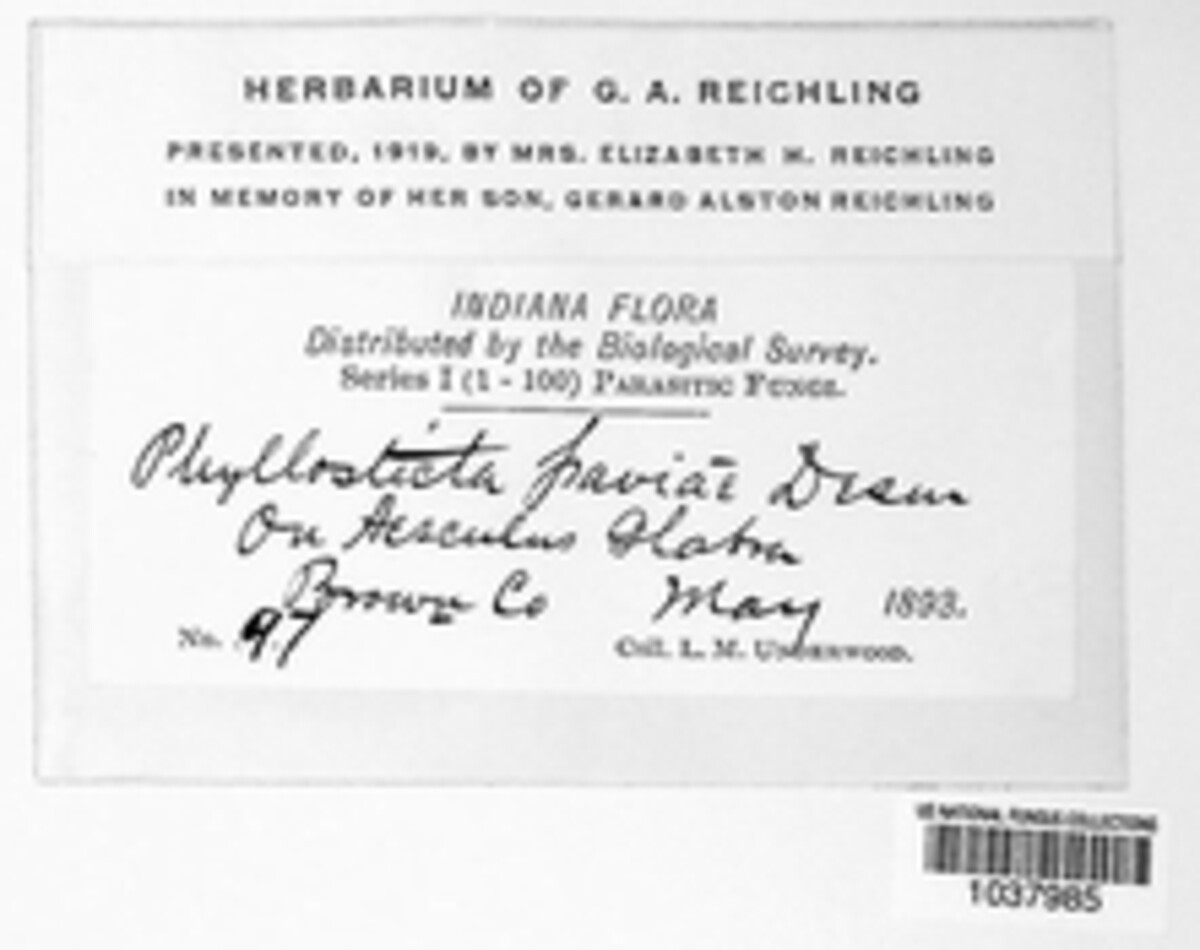 HERBARIUM OF G. A. REICHLING
PRESENTED, 1919, BY MRS. ELIZABETH H. REICHLING
IN MEMORY OF HER SON, GERARD ALSTON REICHLING
INDIANA FLORA
Distributed by the Biological Survey.
Series I (1 - 100) PARASITIC FUNGI.
Phyllosticta paviae Desm
On Aesculus Glabra
Brown Co May 1893.
No. 97 Coll. L. M. UNDERWOOD.
US NATIONAL FUNGUS COLLECTIONS
1037985